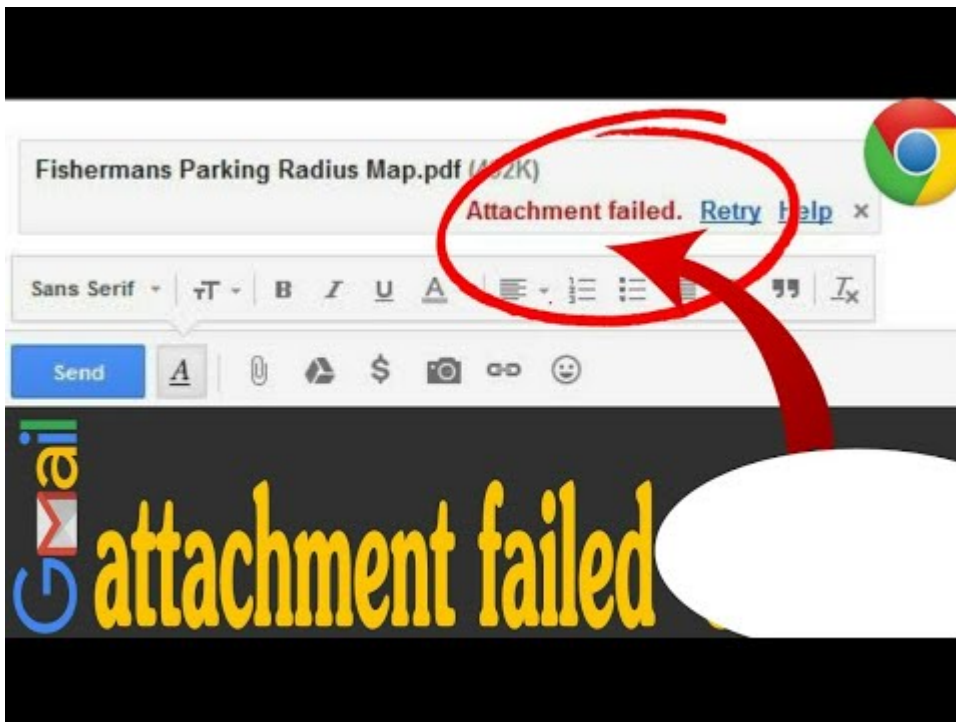 Fishermans Parking Radius Map.pdf
Attachment failed. Retry Help ×
Sans Serif
Send
Gmail
attachment failed